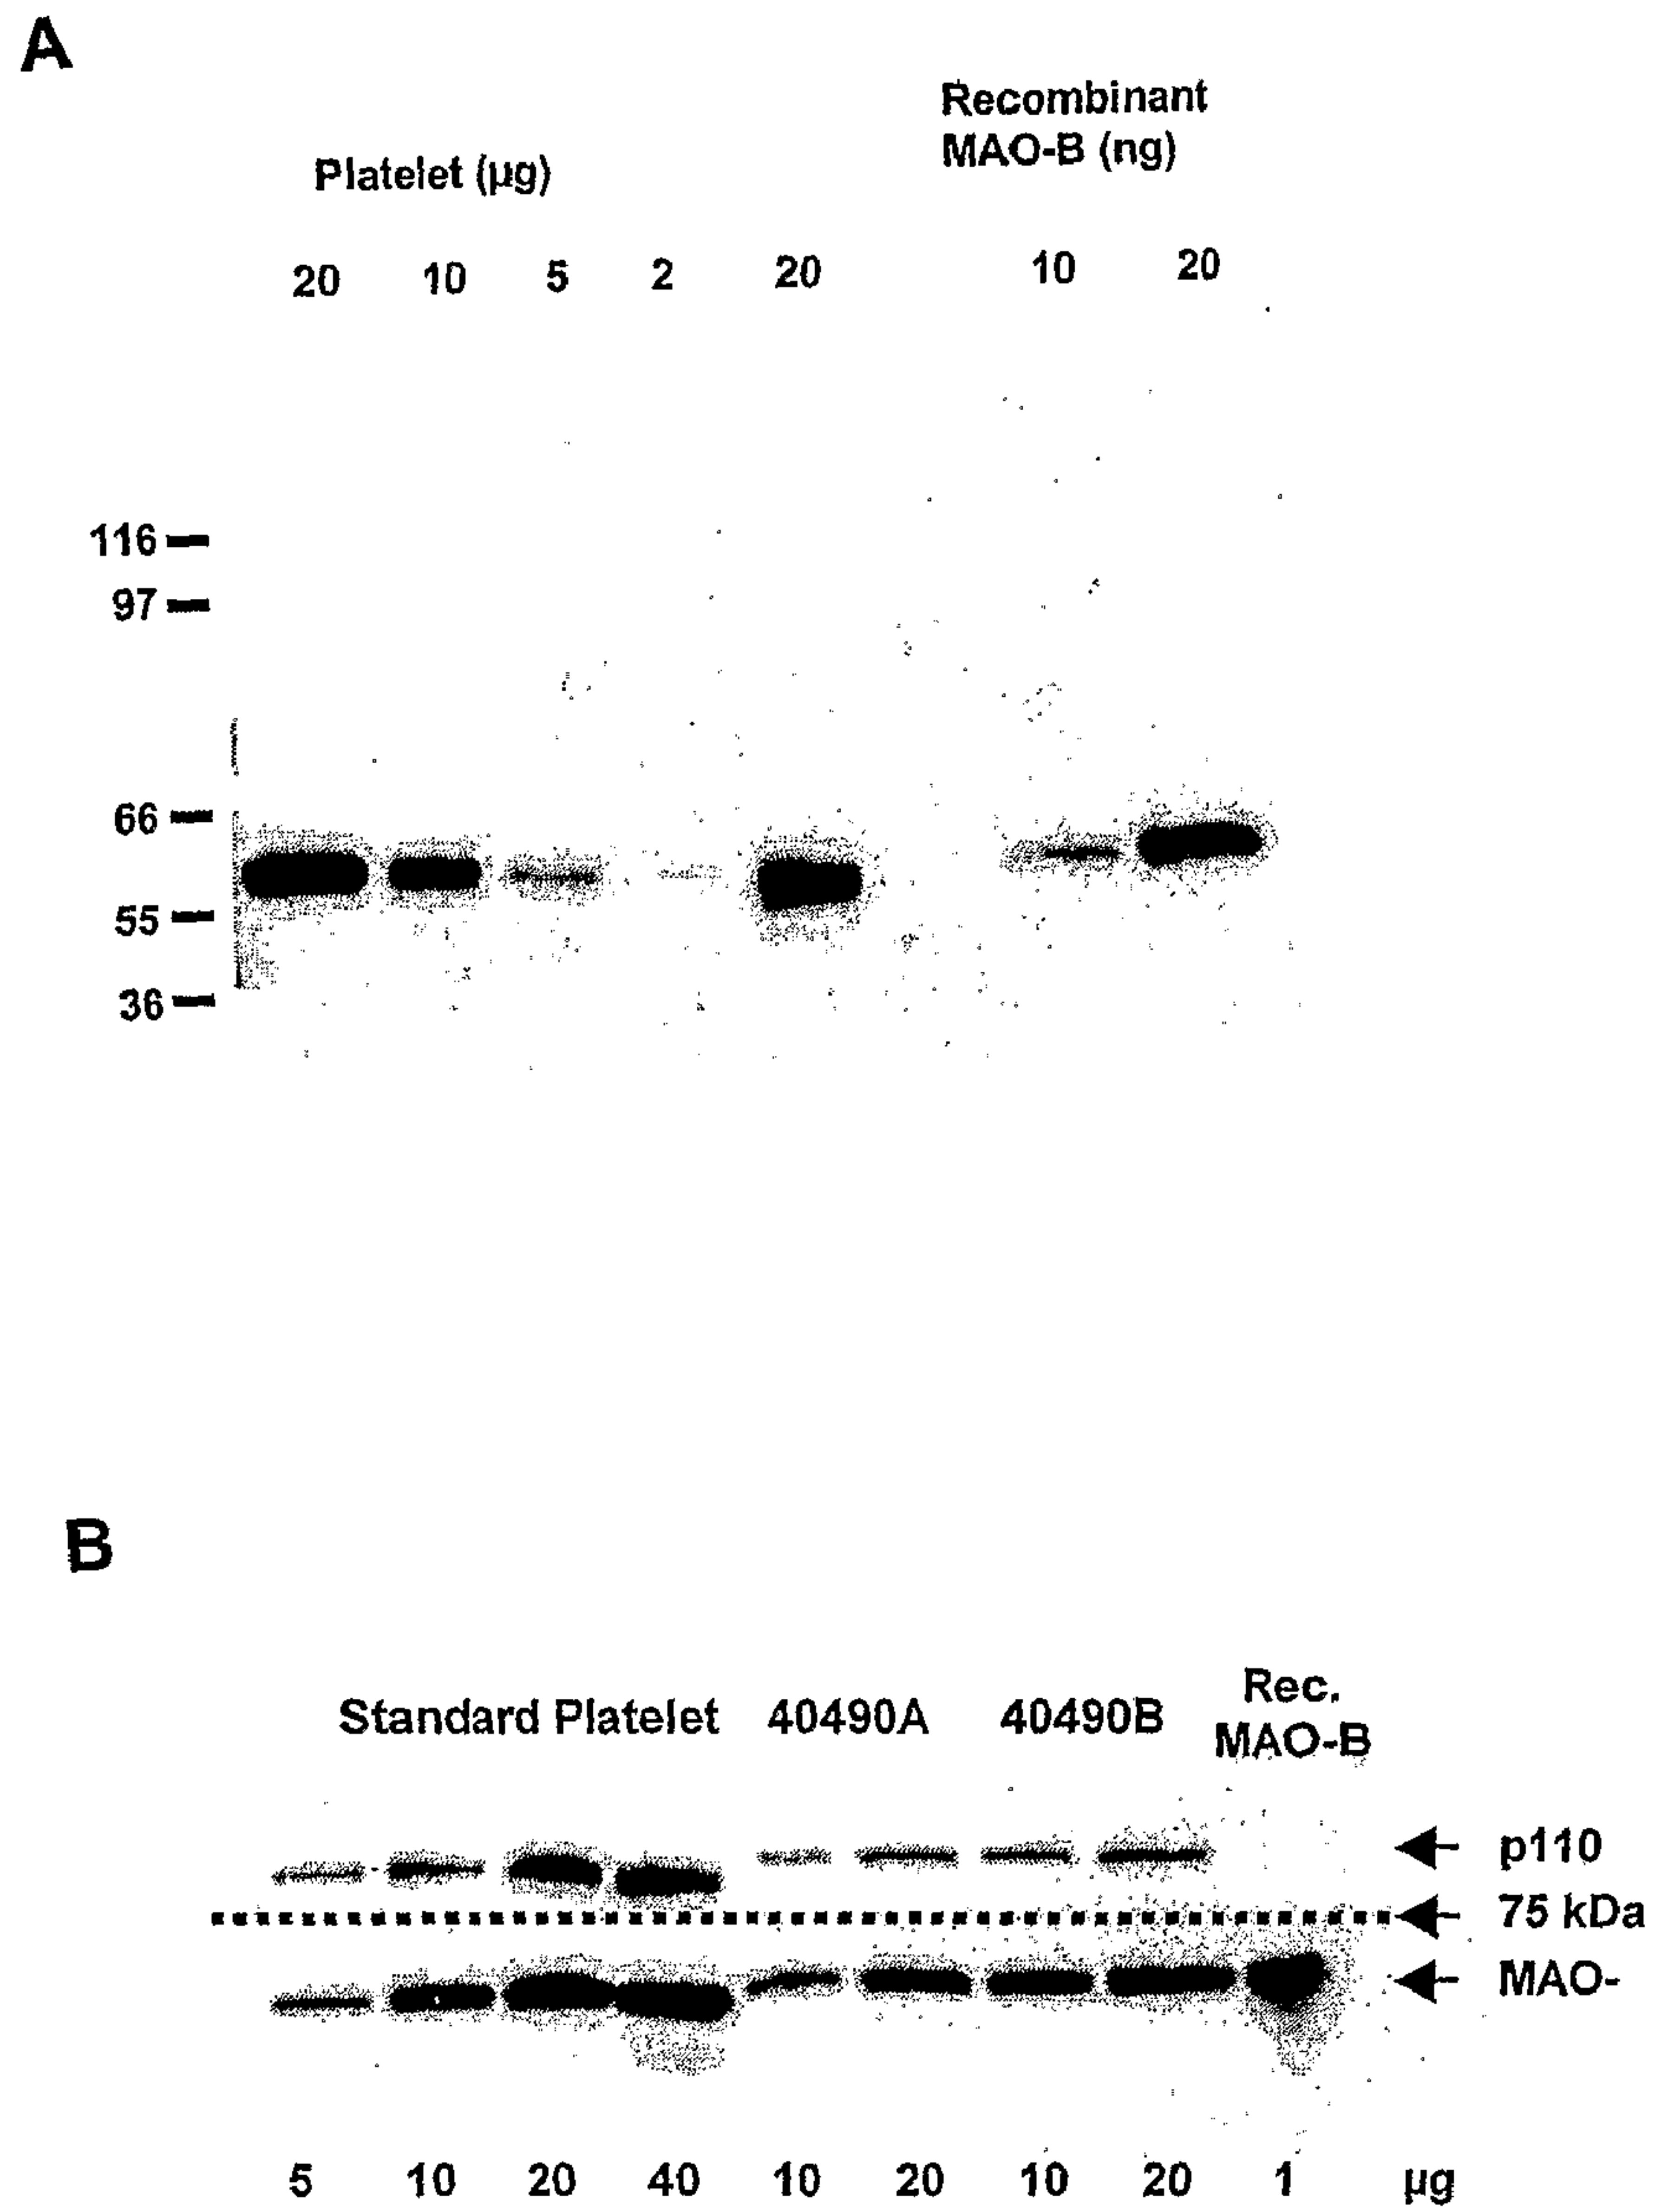 A
Recombinant
MAO-B (ng)
Platelet (µg)
20 10 5 2 20 10 20
116
97
66
55
36
B
Standard Platelet 40490A 40490B Rec.
MAO-B
p110
75 kDa
MAO-
5 10 20 40 10 20 10 20 1 µg